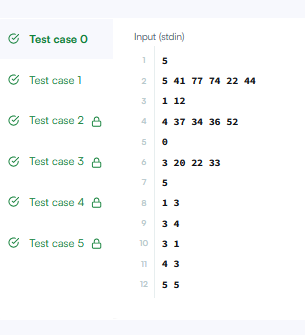 Test case 0
Test case 1
Test case 2
Test case 3
Test case 4
Test case 5
Input (stdin)
1 5
2 5 41 77 74 22 44
3 1 12
4 4 37 34 36 52
5 0
6 3 20 22 33
7 5
8 1 3
9 3 4
10 3 1
11 4 3
12 5 5